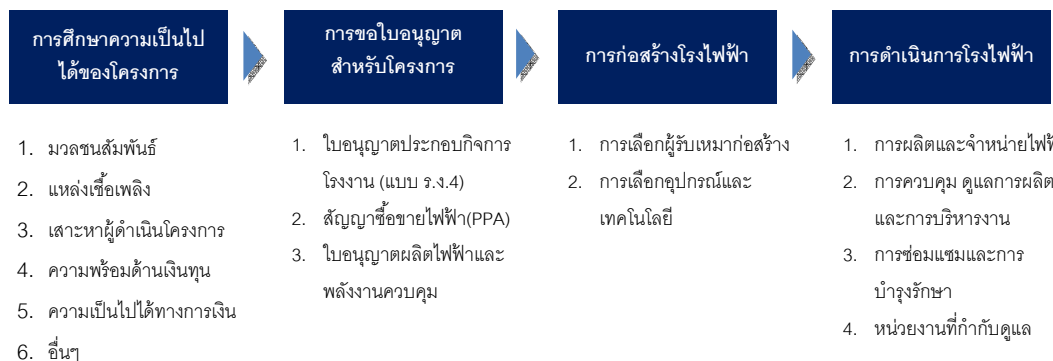 การศึกษาความเป็นไป
ได้ของโครงการ
การขอใบอนุญาต
สำหรับโครงการ
การก่อสร้างโรงไฟฟ้า
การดำเนินการโรงไฟฟ้า
1. มวลชนสัมพันธ์
2. แหล่งเชื้อเพลิง
3. เสาะหาผู้ดำเนินโครงการ
4. ความพร้อมด้านเงินทุน
5. ความเป็นไปได้ทางการเงิน
6. อื่นๆ
1. ใบอนุญาตประกอบกิจการ
โรงงาน (แบบ ร.ง.4)
2. สัญญาซื้อขายไฟฟ้า(PPA)
3. ใบอนุญาตผลิตไฟฟ้าและ
พลังงานควบคุม
1. การเลือกผู้รับเหมาก่อสร้าง
2. การเลือกอุปกรณ์และ
เทคโนโลยี
1. การผลิตและจำหน่ายไฟ
2. การควบคุม ดูแลการผลิต
และการบริหารงาน
3. การซ่อมแซมและการ
บำรุงรักษา
4. หน่วยงานที่กำกับดูแล